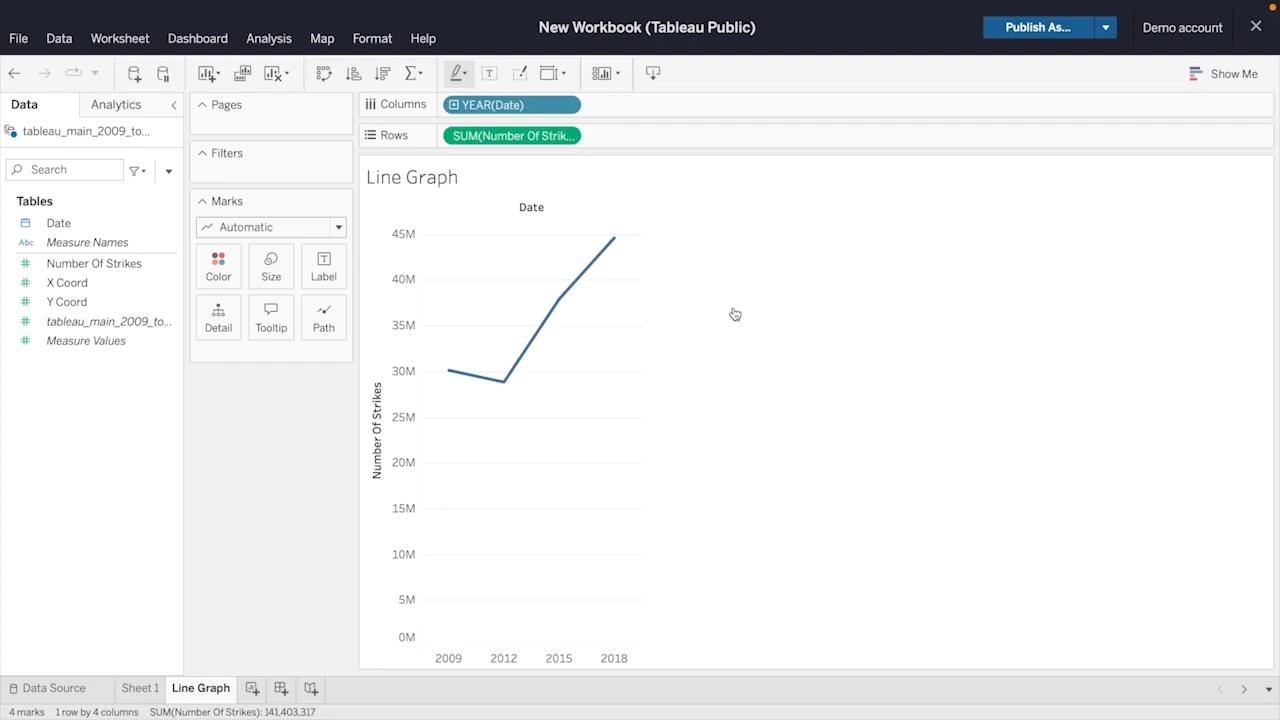 New Workbook (Tableau Public)
Publish As...
Demo account
File Data Worksheet Dashboard Analysis Map Format Help
Show Me
Data Analytics
tableau_main_2009_to...
Search
Tables
Date
Abc Measure Names
Number Of Strikes
X Coord
Y Coord
tableau_main_2009_to...
Measure Values
Pages
Filters
Marks
Automatic
Color Size Label
Detail Tooltip Path
Columns YEAR(Date)
Rows SUM(Number Of Strik...
Line Graph
Date
45M
40M
35M
30M
25M
20M
15M
10M
5M
0M
Number Of Strikes
2009 2012 2015 2018
Data Source Sheet 1 Line Graph
4 marks 1 row by 4 columns SUM(Number Of Strikes): 141,403,317